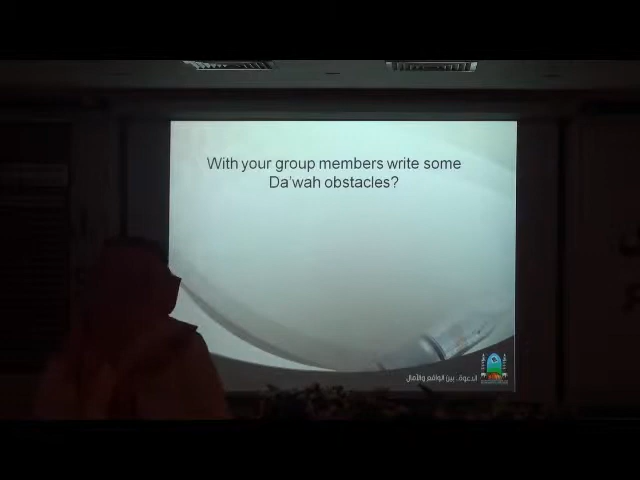 With your group members write some
Da'wah obstacles?
الدعوة.. بين الواقع والآمال